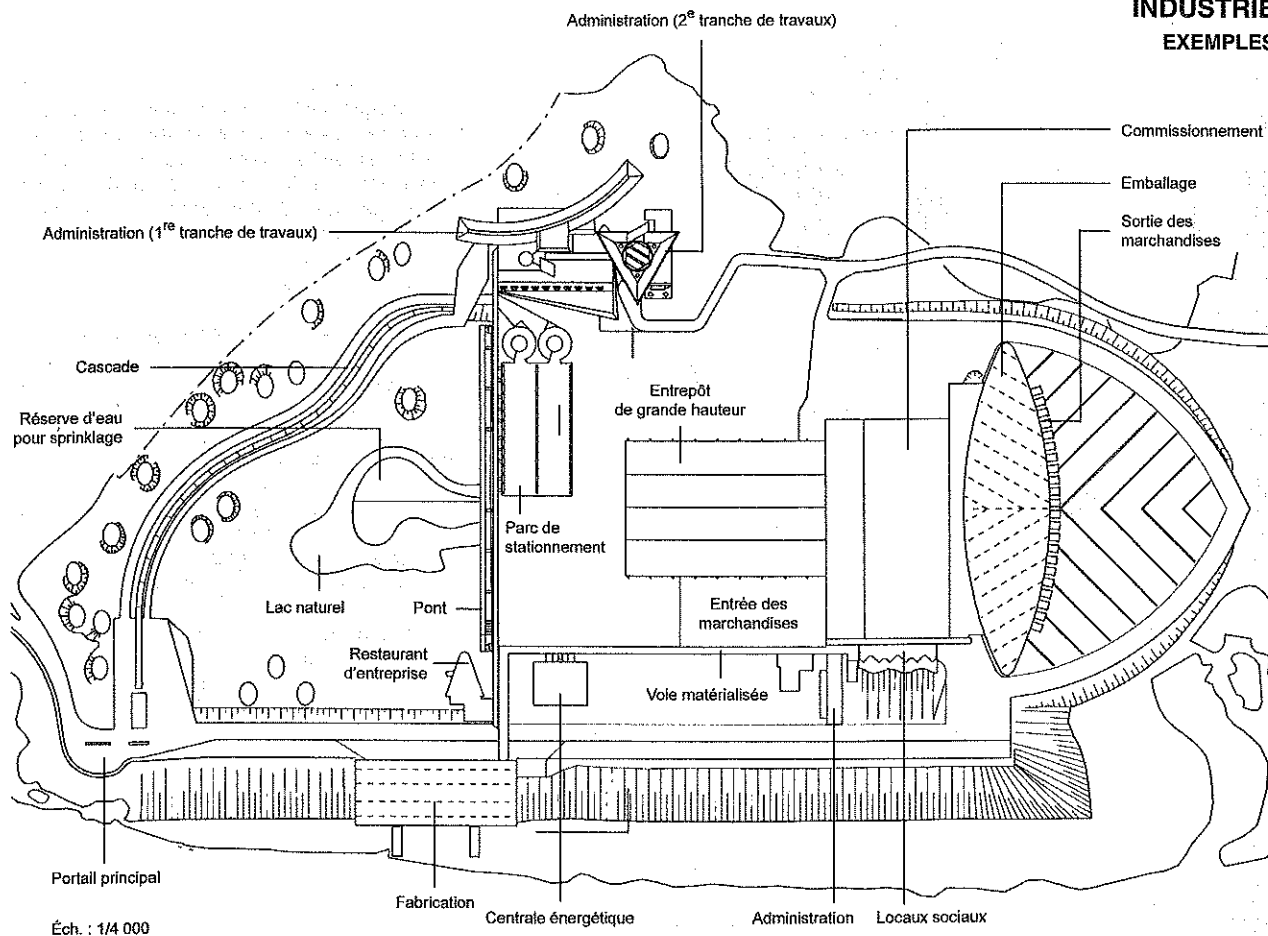 Administration (2e tranche de travaux)
INDUSTRIE
EXEMPLES
Commissionnement
Emballage
Sortie des
marchandises
Administration (1re tranche de travaux)
Cascade
Réserve d'eau
pour sprinklage
Entrepôt
de grande hauteur
Parc de
stationnement
Lac naturel
Pont
Entrée des
marchandises
Restaurant
d'entreprise
Voie matérialisée
Portail principal
Fabrication
Centrale énergétique
Administration
Locaux sociaux
Éch. : 1/4 000